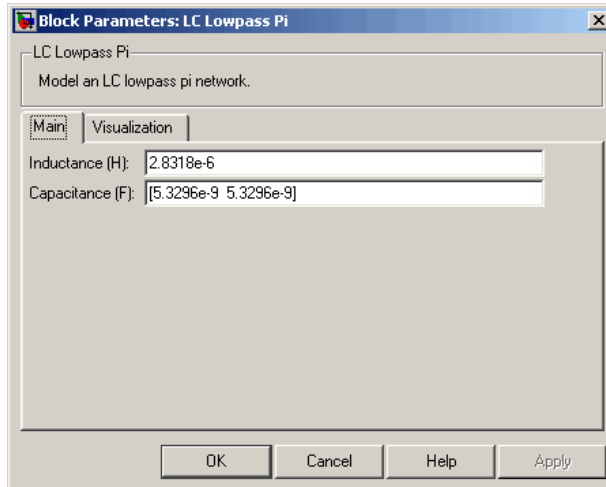 Block Parameters: LC Lowpass Pi
LC Lowpass Pi
Model an LC lowpass pi network.
Main Visualization
Inductance (H): 2.8318e-6
Capacitance (F): [5.3296e-9 5.3296e-9]
OK Cancel Help Apply